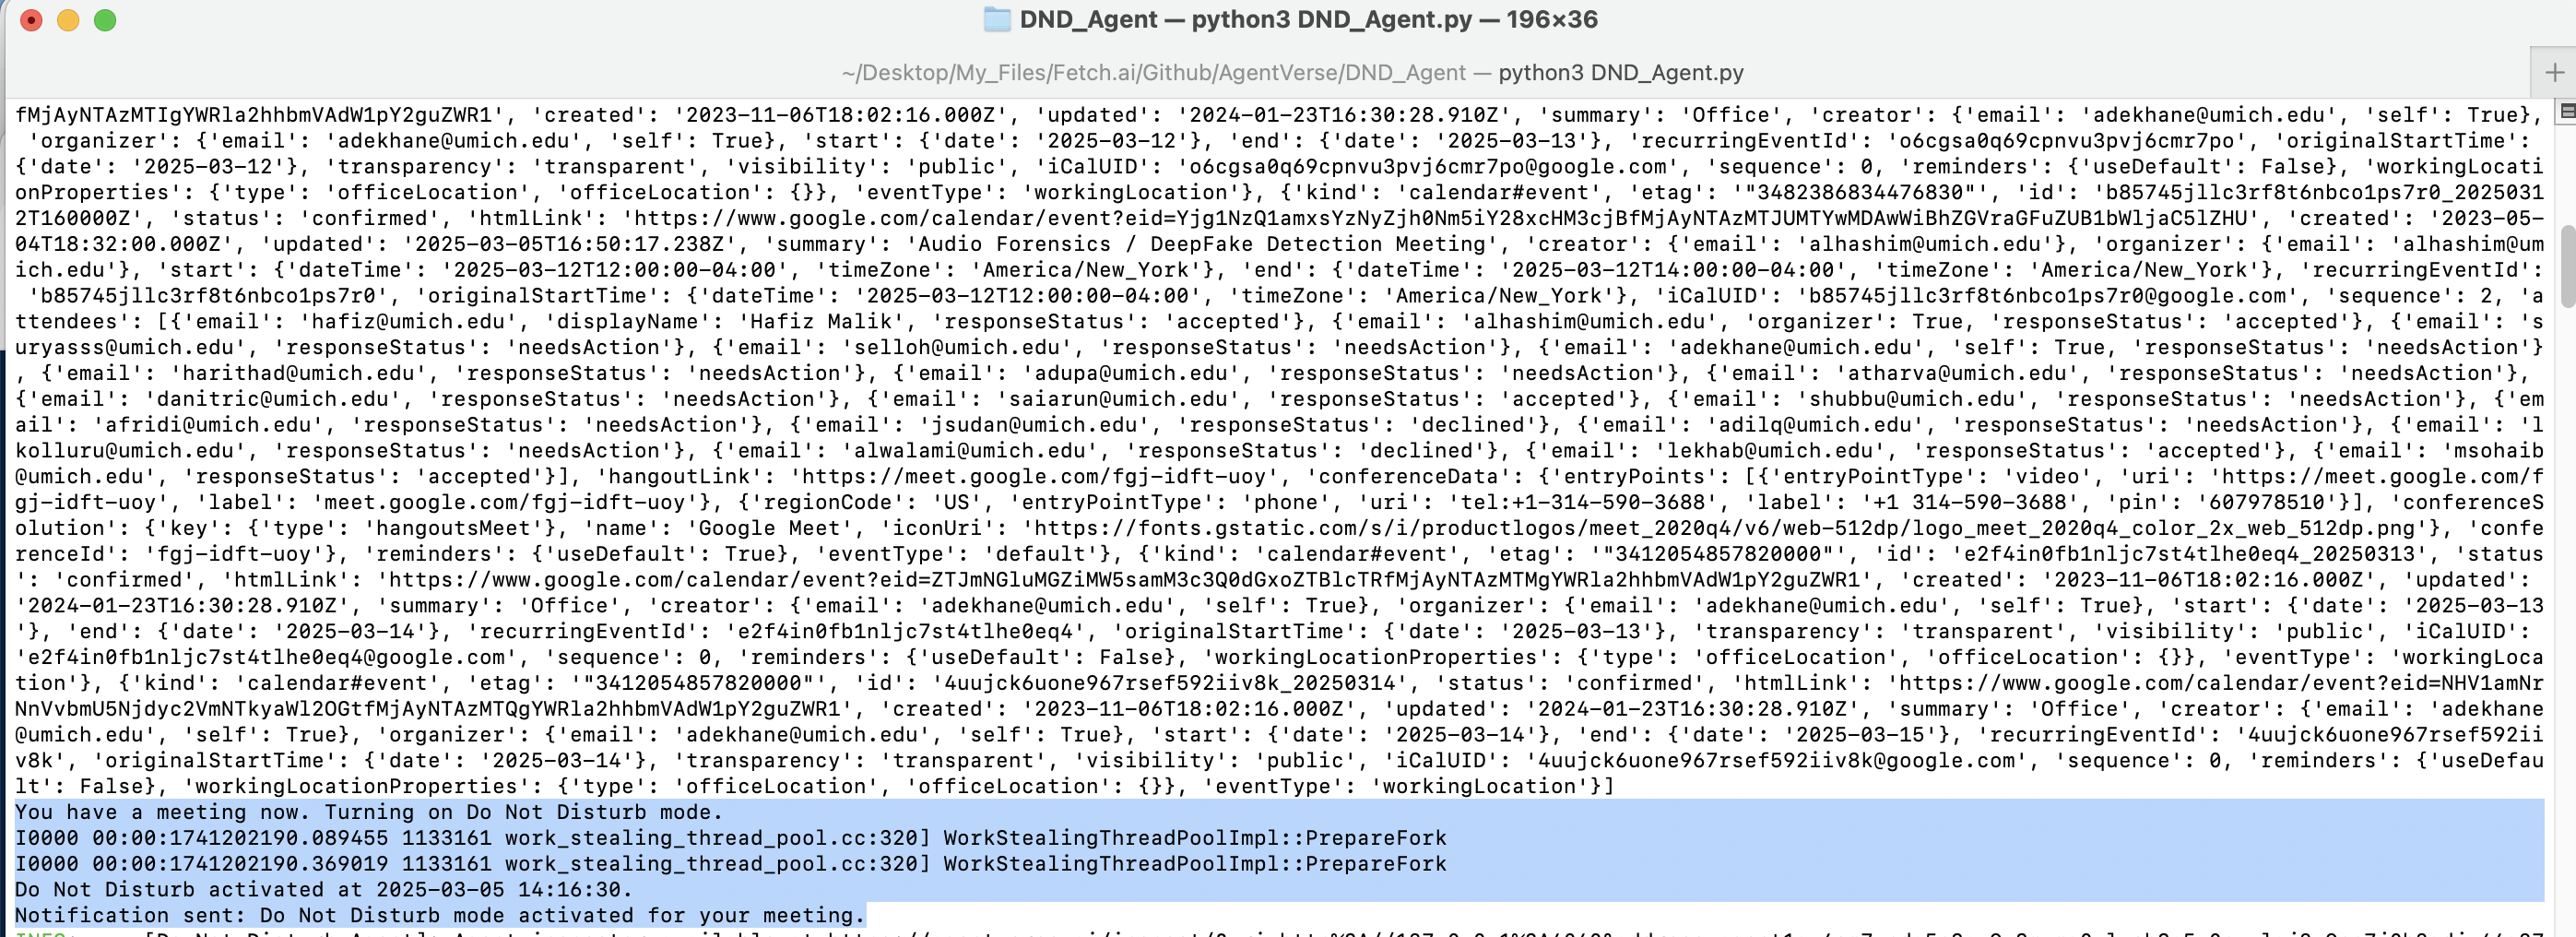 DND_Agent — python3 DND_Agent.py — 196×36
~/Desktop/My_Files/Fetch.ai/Github/AgentVerse/DND_Agent — python3 DND_Agent.py
fMjAyNTAzMTIgYWRla2hhbmVAdW1pY2guZWR1', 'created': '2023-11-06T18:02:16.000Z', 'updated': '2024-01-23T16:30:28.910Z', 'summary': 'Office', 'creator': {'email': 'adekhane@umich.edu', 'self': True},
'organizer': {'email': 'adekhane@umich.edu', 'self': True}, 'start': {'date': '2025-03-12'}, 'end': {'date': '2025-03-13'}, 'recurringEventId': 'o6cgsa0q69cpnvu3pvj6cmr7po', 'originalStartTime':
{'date': '2025-03-12'}, 'transparency': 'transparent', 'visibility': 'public', 'iCalUID': 'o6cgsa0q69cpnvu3pvj6cmr7po@google.com', 'sequence': 0, 'reminders': {'useDefault': False}, 'workingLocati
onProperties': {'type': 'officeLocation', 'officeLocation': {}}, 'eventType': 'workingLocation'}, {'kind': 'calendar#event', 'etag': '"3482386834476830"', 'id': 'b85745jllc3rf8t6nbco1ps7r0_2025031
2T160000Z', 'status': 'confirmed', 'htmlLink': 'https://www.google.com/calendar/event?eid=Yjg1NzQ1amxsYzNyZjh0Nm5iY28xcHM3cjBfMjAyNTAzMTJUMTYwMDAwWiBhZGVraGFuZUB1bWljaC5lZHU', 'created': '2023-05-
04T18:32:00.000Z', 'updated': '2025-03-05T16:50:17.238Z', 'summary': 'Audio Forensics / DeepFake Detection Meeting', 'creator': {'email': 'alhashim@umich.edu'}, 'organizer': {'email': 'alhashim@um
ich.edu'}, 'start': {'dateTime': '2025-03-12T12:00:00-04:00', 'timeZone': 'America/New_York'}, 'end': {'dateTime': '2025-03-12T14:00:00-04:00', 'timeZone': 'America/New_York'}, 'recurringEventId':
'b85745jllc3rf8t6nbco1ps7r0', 'originalStartTime': {'dateTime': '2025-03-12T12:00:00-04:00', 'timeZone': 'America/New_York'}, 'iCalUID': 'b85745jllc3rf8t6nbco1ps7r0@google.com', 'sequence': 2, 'a
ttendees': [{'email': 'hafiz@umich.edu', 'displayName': 'Hafiz Malik', 'responseStatus': 'accepted'}, {'email': 'alhashim@umich.edu', 'organizer': True, 'responseStatus': 'accepted'}, {'email': 's
uryasss@umich.edu', 'responseStatus': 'needsAction'}, {'email': 'selloh@umich.edu', 'responseStatus': 'needsAction'}, {'email': 'adekhane@umich.edu', 'self': True, 'responseStatus': 'needsAction'}
, {'email': 'harithad@umich.edu', 'responseStatus': 'needsAction'}, {'email': 'adupa@umich.edu', 'responseStatus': 'needsAction'}, {'email': 'atharva@umich.edu', 'responseStatus': 'needsAction'},
{'email': 'danitric@umich.edu', 'responseStatus': 'needsAction'}, {'email': 'saiarun@umich.edu', 'responseStatus': 'accepted'}, {'email': 'shubbu@umich.edu', 'responseStatus': 'needsAction'}, {'em
ail': 'afridi@umich.edu', 'responseStatus': 'needsAction'}, {'email': 'jsudan@umich.edu', 'responseStatus': 'declined'}, {'email': 'adilq@umich.edu', 'responseStatus': 'needsAction'}, {'email': 'l
kolluru@umich.edu', 'responseStatus': 'needsAction'}, {'email': 'alwalami@umich.edu', 'responseStatus': 'declined'}, {'email': 'lekhab@umich.edu', 'responseStatus': 'accepted'}, {'email': 'msohaib
@umich.edu', 'responseStatus': 'accepted'}], 'hangoutLink': 'https://meet.google.com/fgj-idft-uoy', 'conferenceData': {'entryPoints': [{'entryPointType': 'video', 'uri': 'https://meet.google.com/f
gj-idft-uoy', 'label': 'meet.google.com/fgj-idft-uoy'}, {'regionCode': 'US', 'entryPointType': 'phone', 'uri': 'tel:+1-314-590-3688', 'label': '+1 314-590-3688', 'pin': '607978510'}], 'conferenceS
olution': {'key': {'type': 'hangoutsMeet'}, 'name': 'Google Meet', 'iconUri': 'https://fonts.gstatic.com/s/i/productlogos/meet_2020q4/v6/web-512dp/logo_meet_2020q4_color_2x_web_512dp.png'}, 'confe
renceId': 'fgj-idft-uoy'}, 'reminders': {'useDefault': True}, 'eventType': 'default'}, {'kind': 'calendar#event', 'etag': '"3412054857820000"', 'id': 'e2f4in0fb1nljc7st4tlhe0eq4_20250313', 'status
': 'confirmed', 'htmlLink': 'https://www.google.com/calendar/event?eid=ZTJmNGluMGZiMW5samM3c3Q0dGxoZTBlcTRfMjAyNTAzMTMgYWRla2hhbmVAdW1pY2guZWR1', 'created': '2023-11-06T18:02:16.000Z', 'updated':
'2024-01-23T16:30:28.910Z', 'summary': 'Office', 'creator': {'email': 'adekhane@umich.edu', 'self': True}, 'organizer': {'email': 'adekhane@umich.edu', 'self': True}, 'start': {'date': '2025-03-13
'}, 'end': {'date': '2025-03-14'}, 'recurringEventId': 'e2f4in0fb1nljc7st4tlhe0eq4', 'originalStartTime': {'date': '2025-03-13'}, 'transparency': 'transparent', 'visibility': 'public', 'iCalUID':
'e2f4in0fb1nljc7st4tlhe0eq4@google.com', 'sequence': 0, 'reminders': {'useDefault': False}, 'workingLocationProperties': {'type': 'officeLocation', 'officeLocation': {}}, 'eventType': 'workingLoca
tion'}, {'kind': 'calendar#event', 'etag': '"3412054857820000"', 'id': '4uujck6uone967rsef592iiv8k_20250314', 'status': 'confirmed', 'htmlLink': 'https://www.google.com/calendar/event?eid=NHV1amNr
NnVvbmU5Njdyc2VmNTkyaWl2OGtfMjAyNTAzMTQgYWRla2hhbmVAdW1pY2guZWR1', 'created': '2023-11-06T18:02:16.000Z', 'updated': '2024-01-23T16:30:28.910Z', 'summary': 'Office', 'creator': {'email': 'adekhane
@umich.edu', 'self': True}, 'organizer': {'email': 'adekhane@umich.edu', 'self': True}, 'start': {'date': '2025-03-14'}, 'end': {'date': '2025-03-15'}, 'recurringEventId': '4uujck6uone967rsef592ii
v8k', 'originalStartTime': {'date': '2025-03-14'}, 'transparency': 'transparent', 'visibility': 'public', 'iCalUID': '4uujck6uone967rsef592iiv8k@google.com', 'sequence': 0, 'reminders': {'useDefau
lt': False}, 'workingLocationProperties': {'type': 'officeLocation', 'officeLocation': {}}, 'eventType': 'workingLocation'}]
You have a meeting now. Turning on Do Not Disturb mode.
I0000 00:00:1741202190.089455 1133161 work_stealing_thread_pool.cc:320] WorkStealingThreadPoolImpl::PrepareFork
I0000 00:00:1741202190.369019 1133161 work_stealing_thread_pool.cc:320] WorkStealingThreadPoolImpl::PrepareFork
Do Not Disturb activated at 2025-03-05 14:16:30.
Notification sent: Do Not Disturb mode activated for your meeting.